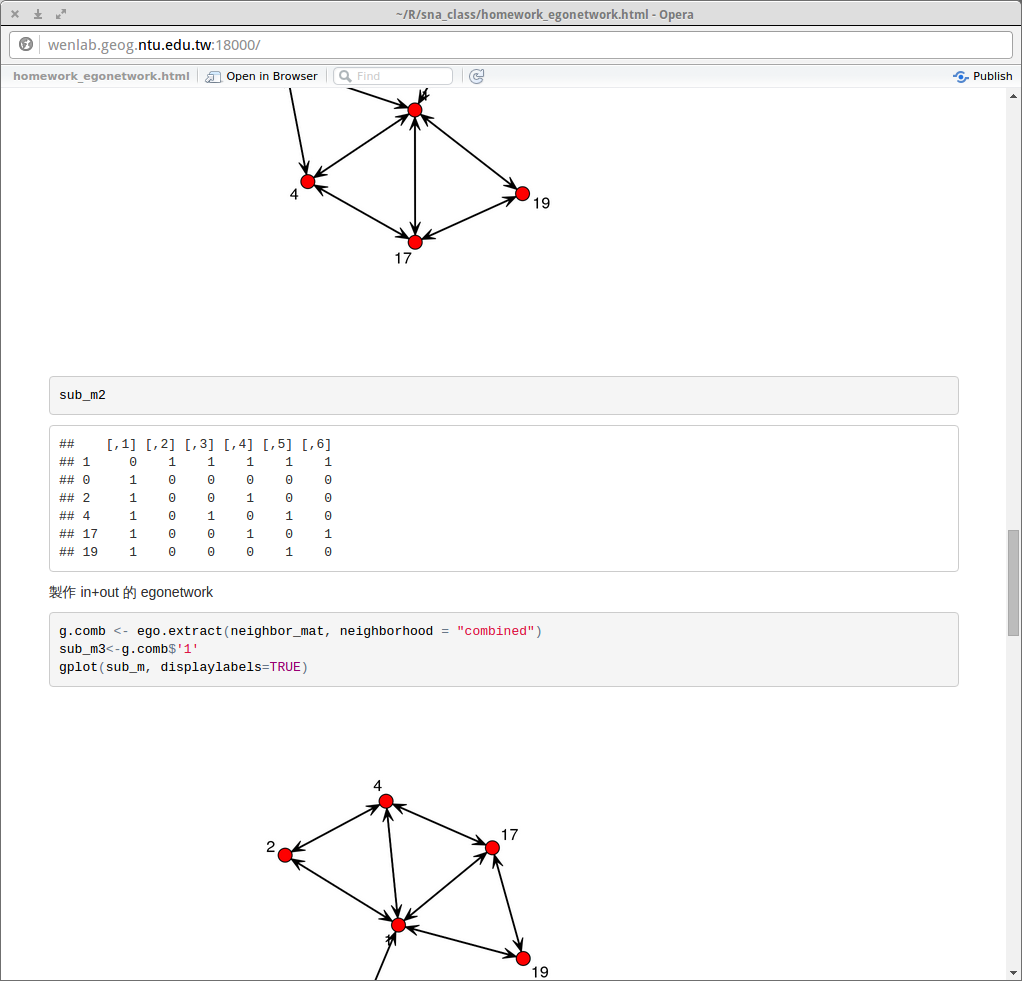 ~/R/sna_class/homework_egonetwork.html - Opera
wenlab.geog.ntu.edu.tw:18000/
homework_egonetwork.html Open in Browser Find Publish
4
19
17
sub_m2
##    [,1] [,2] [,3] [,4] [,5] [,6]
## 1     0    1    1    1    1    1
## 0     1    0    0    0    0    0
## 2     1    0    0    1    0    0
## 4     1    0    1    0    1    0
## 17    1    0    0    1    0    1
## 19    1    0    0    0    1    0
製作 in+out 的 egonetwork
g.comb <- ego.extract(neighbor_mat, neighborhood = "combined")
sub_m3<-g.comb$'1'
gplot(sub_m, displaylabels=TRUE)
4
17
2
19